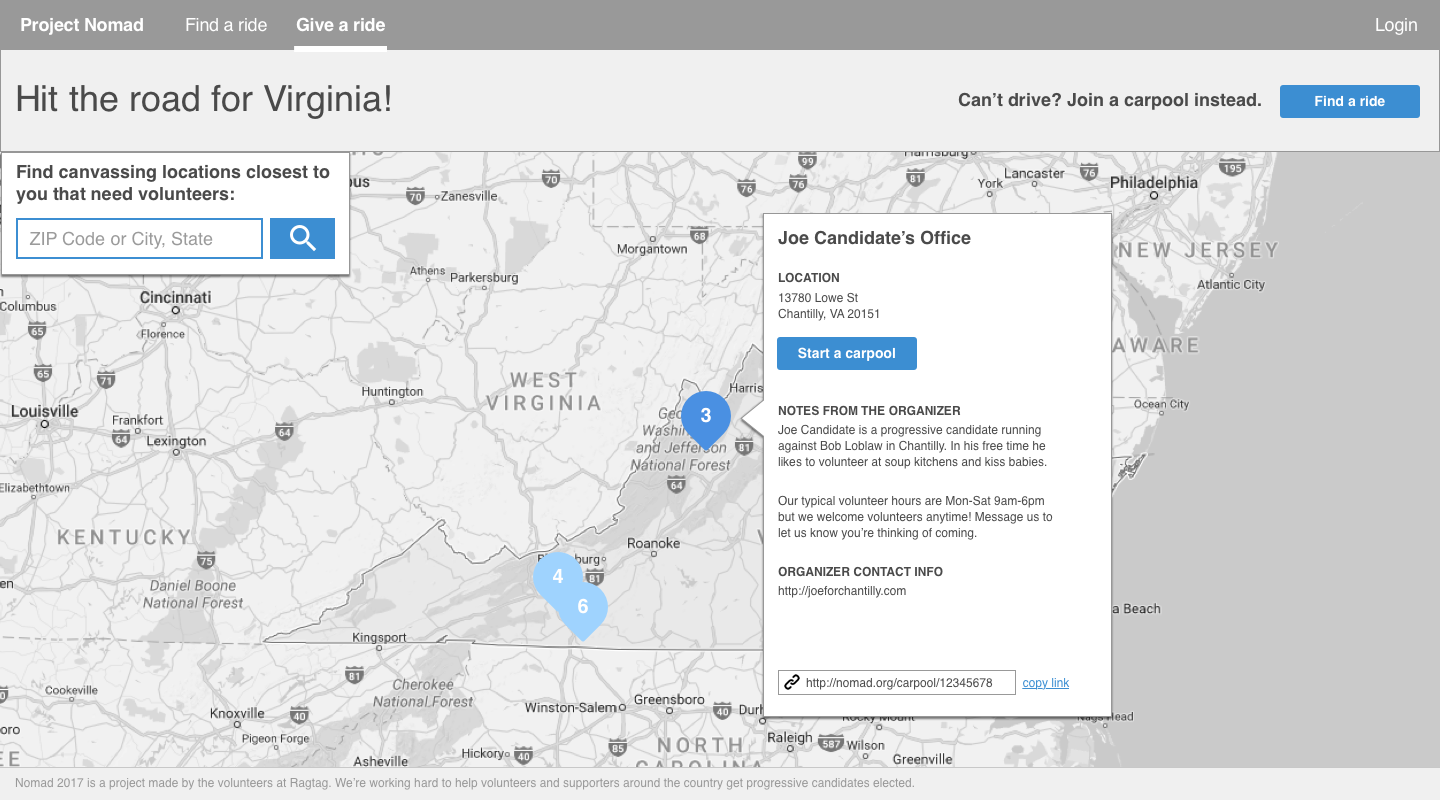 Project Nomad
Find a ride
Give a ride
Login
Hit the road for Virginia!
Can't drive? Join a carpool instead.
Find a ride
Find canvassing locations closest to
you that need volunteers:
ZIP Code or City, State
Joe Candidate's Office
LOCATION
13780 Lowe St
Chantilly, VA 20151
Start a carpool
NOTES FROM THE ORGANIZER
Joe Candidate is a progressive candidate running
against Bob Loblaw in Chantilly. In his free time he
likes to volunteer at soup kitchens and kiss babies.
Our typical volunteer hours are Mon-Sat 9am-6pm
but we welcome volunteers anytime! Message us to
let us know you're thinking of coming.
ORGANIZER CONTACT INFO
http://joeforchantilly.com
http://nomad.org/carpool/12345678
copy link
3
4
6
99
70
70
Zanesville
76
76
81
York
Lancaster
76
195
Philadelphia
Morgantown
68
NEW JERSEY
Athens
Parkersburg
Atlantic City
Columbus
Cincinnati
65
Florence
65
71
WEST
VIRGINIA
Huntington
Louisville
Frankfort
64
Lexington
64
81
and Jefferson
National Forest
64
Ocean City
Elizabethtown
KENTUCKY
75
Roanoke
81
Daniel Boone
National Forest
Kingsport
81
Cherokee
National Forest
Cookeville
Knoxville
40
Pigeon Forge
Winston-Salem
Greensboro
40
Asheville
Hickory
40
85
NORTH
CAROLINA
Raleigh
587
Wilson
Rocky Mount
Greenville
Nags Head
Beach
Nomad 2017 is a project made by the volunteers at Ragtag. We're working hard to help volunteers and supporters around the country get progressive candidates elected.